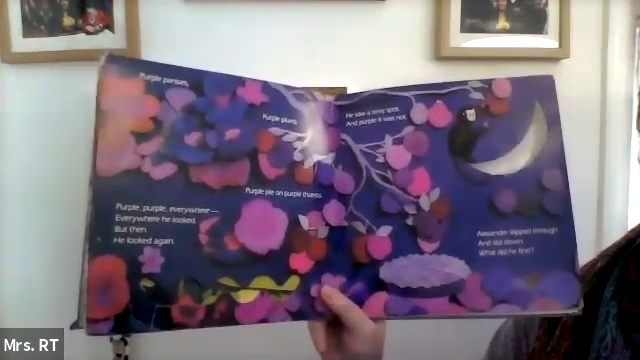 Purple pansies,
Purple plums,
Purple pie on purple thumbs.
Purple, purple, everywhere —
Everywhere he looked.
But then
He looked again.
He saw a tiny spot,
And purple it was not.
Alexander slipped through
And slid down.
What did he find?
Mrs. RT